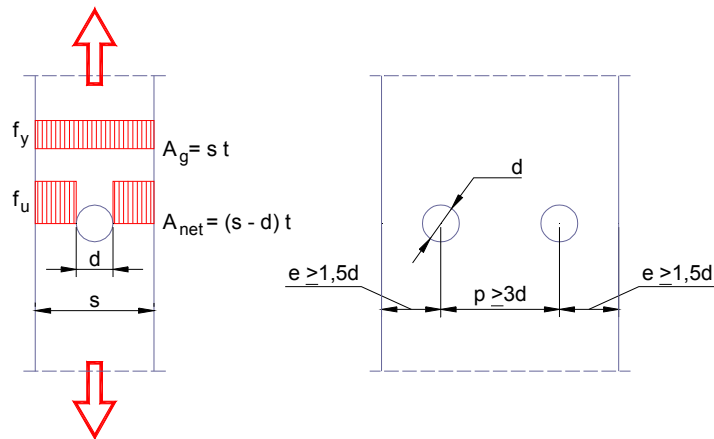 f_y
A_g = s t
f_u
A_net = (s - d) t
d
s
d
e ≥1,5d
p ≥3d
e ≥1,5d